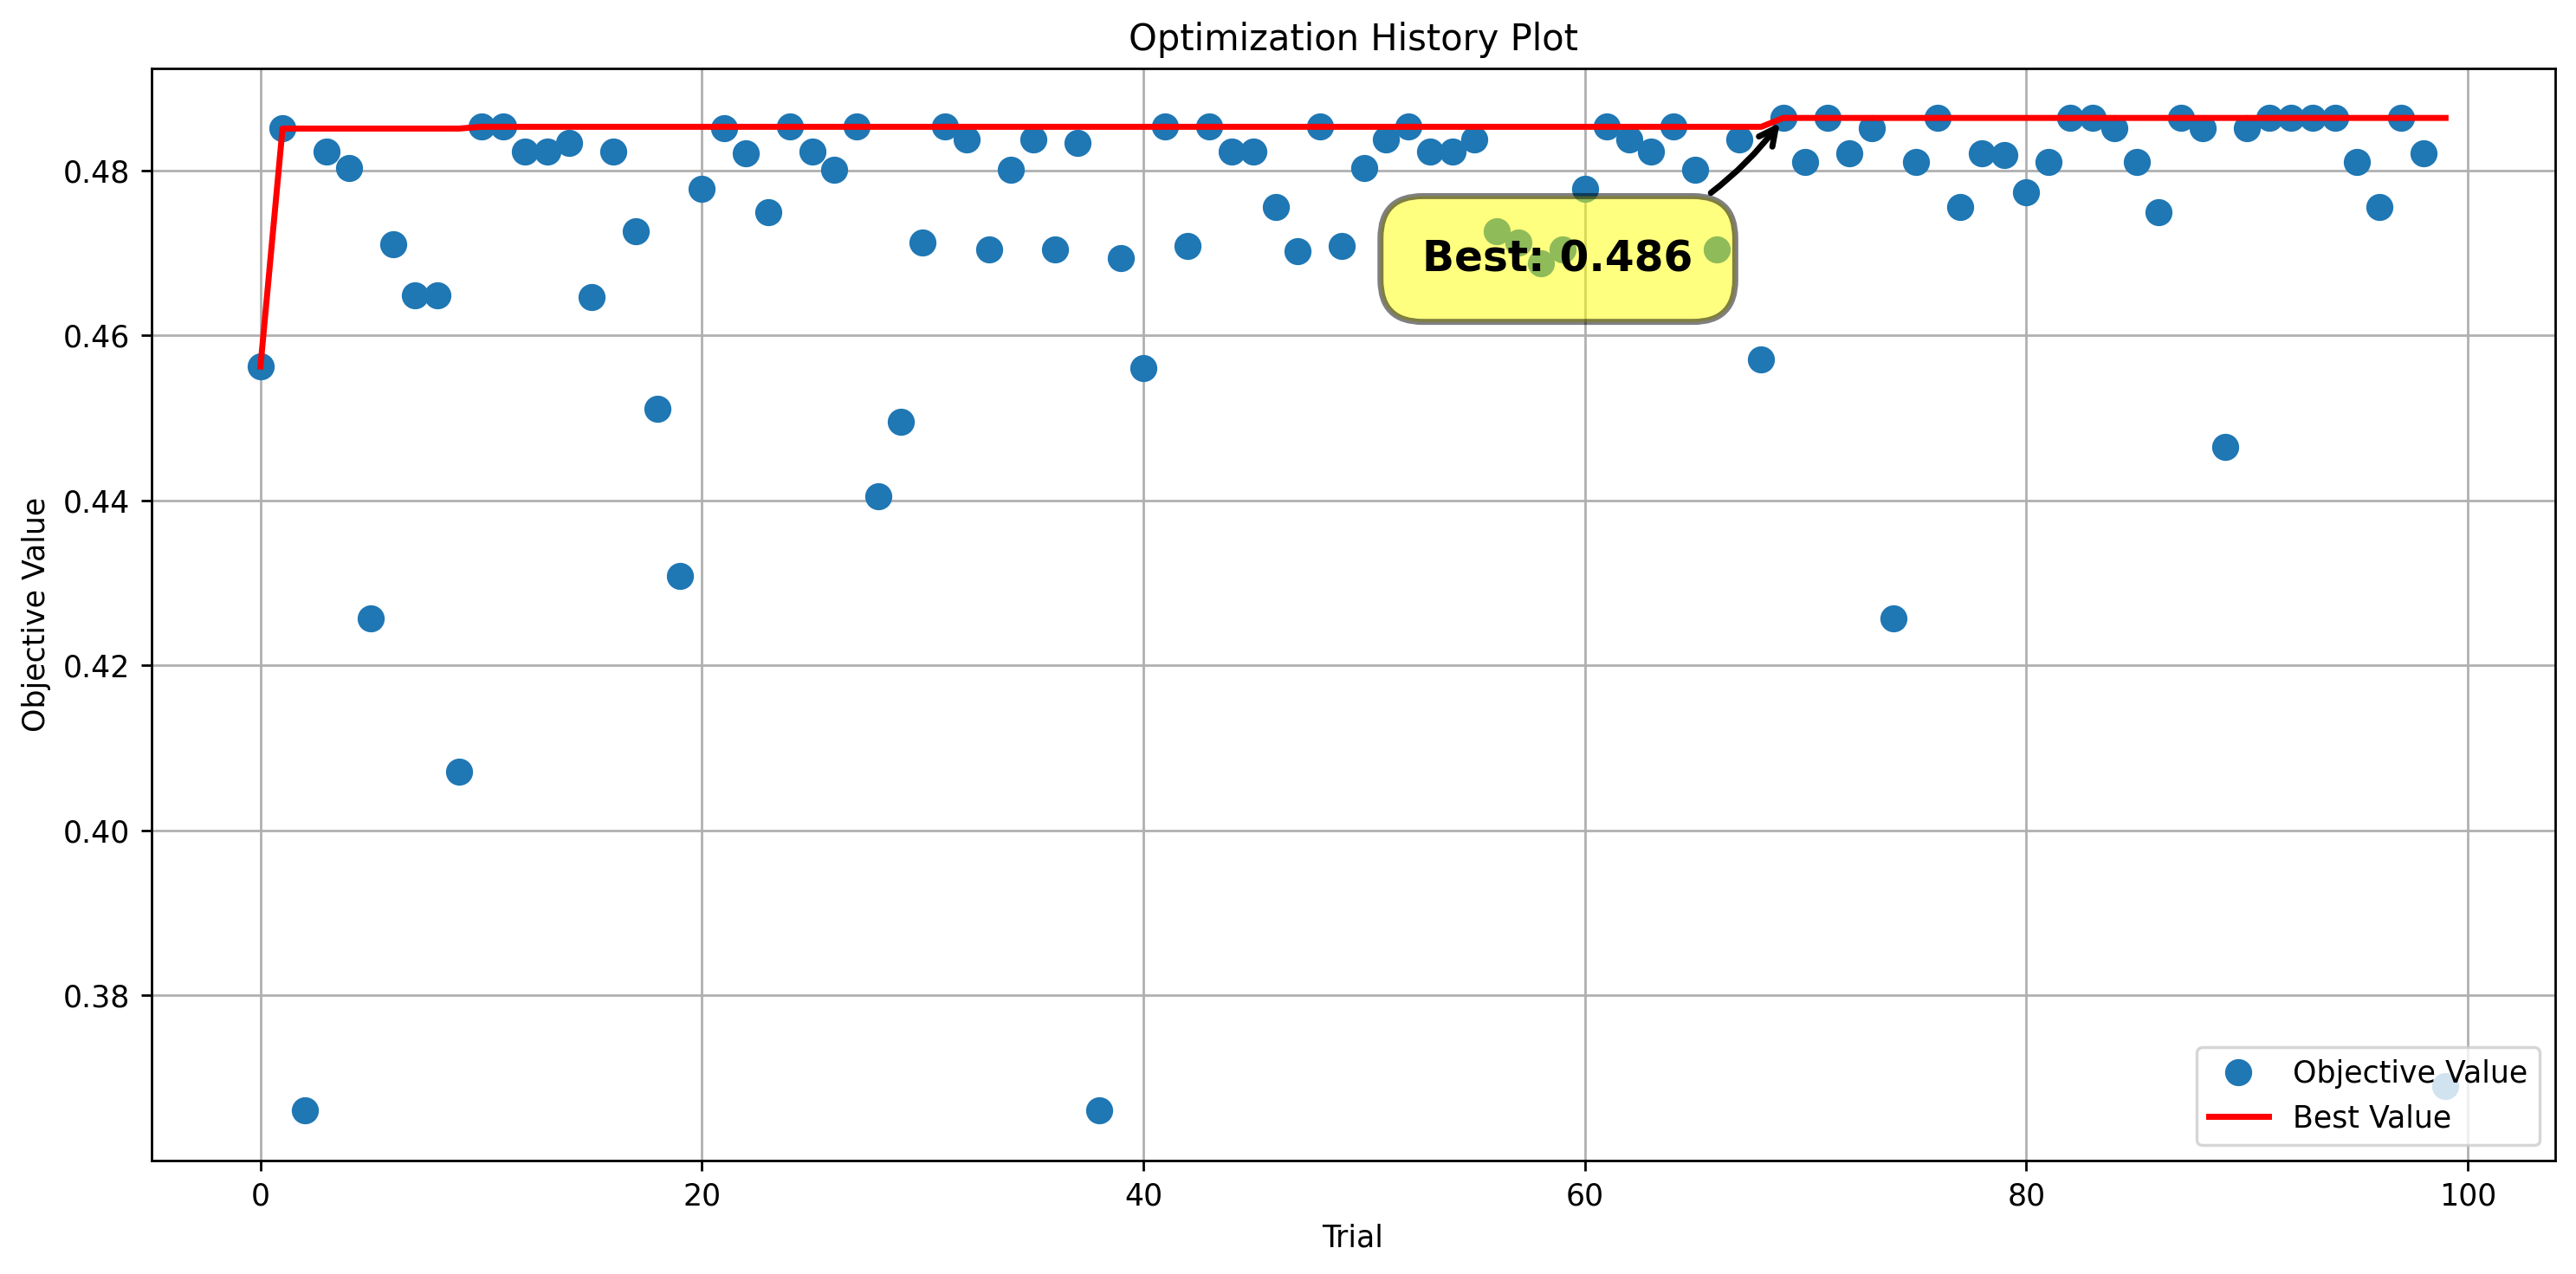 Optimization History Plot
Objective Value
0.48
0.46
0.44
0.42
0.40
0.38
Best: 0.486
Objective Value
Best Value
0 20 40 60 80 100
Trial